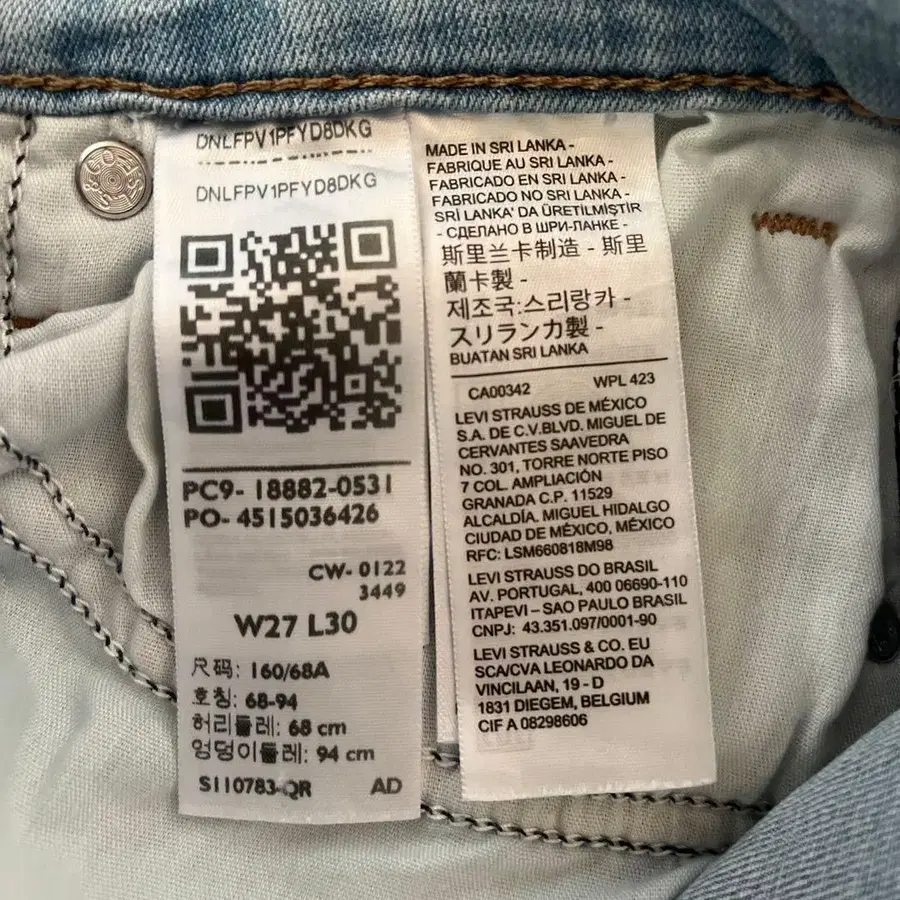 DNLFPV1PFYD8DKG
DNLFPV1PFYD8DKG
PC9- 18882-0531
PO- 4515036426
CW- 0122
3449
W27 L30
尺码: 160/68A
호칭: 68-94
허리둘레: 68 cm
엉덩이둘레: 94 cm
S110783-QR AD
MADE IN SRI LANKA -
FABRIQUE AU SRI LANKA -
FABRICADO EN SRI LANKA -
FABRICADO NO SRI LANKA -
SRİ LANKA' DA ÜRETİLMİŞTİR
- СДЕЛАНО В ШРИ-ЛАНКЕ -
斯里兰卡制造 - 斯里
蘭卡製 -
제조국:스리랑카 -
スリランカ製 -
BUATAN SRI LANKA
CA00342 WPL 423
LEVI STRAUSS DE MÉXICO
S.A. DE C.V.BLVD. MIGUEL DE
CERVANTES SAAVEDRA
NO. 301, TORRE NORTE PISO
7 COL. AMPLIACIÓN
GRANADA C.P. 11529
ALCALDÍA. MIGUEL HIDALGO
CIUDAD DE MÉXICO, MÉXICO
RFC: LSM660818M98
LEVI STRAUSS DO BRASIL
AV. PORTUGAL, 400 06690-110
ITAPEVI – SAO PAULO BRASIL
CNPJ: 43.351.097/0001-90
LEVI STRAUSS & CO. EU
SCA/CVA LEONARDO DA
VINCILAAN, 19 - D
1831 DIEGEM, BELGIUM
CIF A 08298606